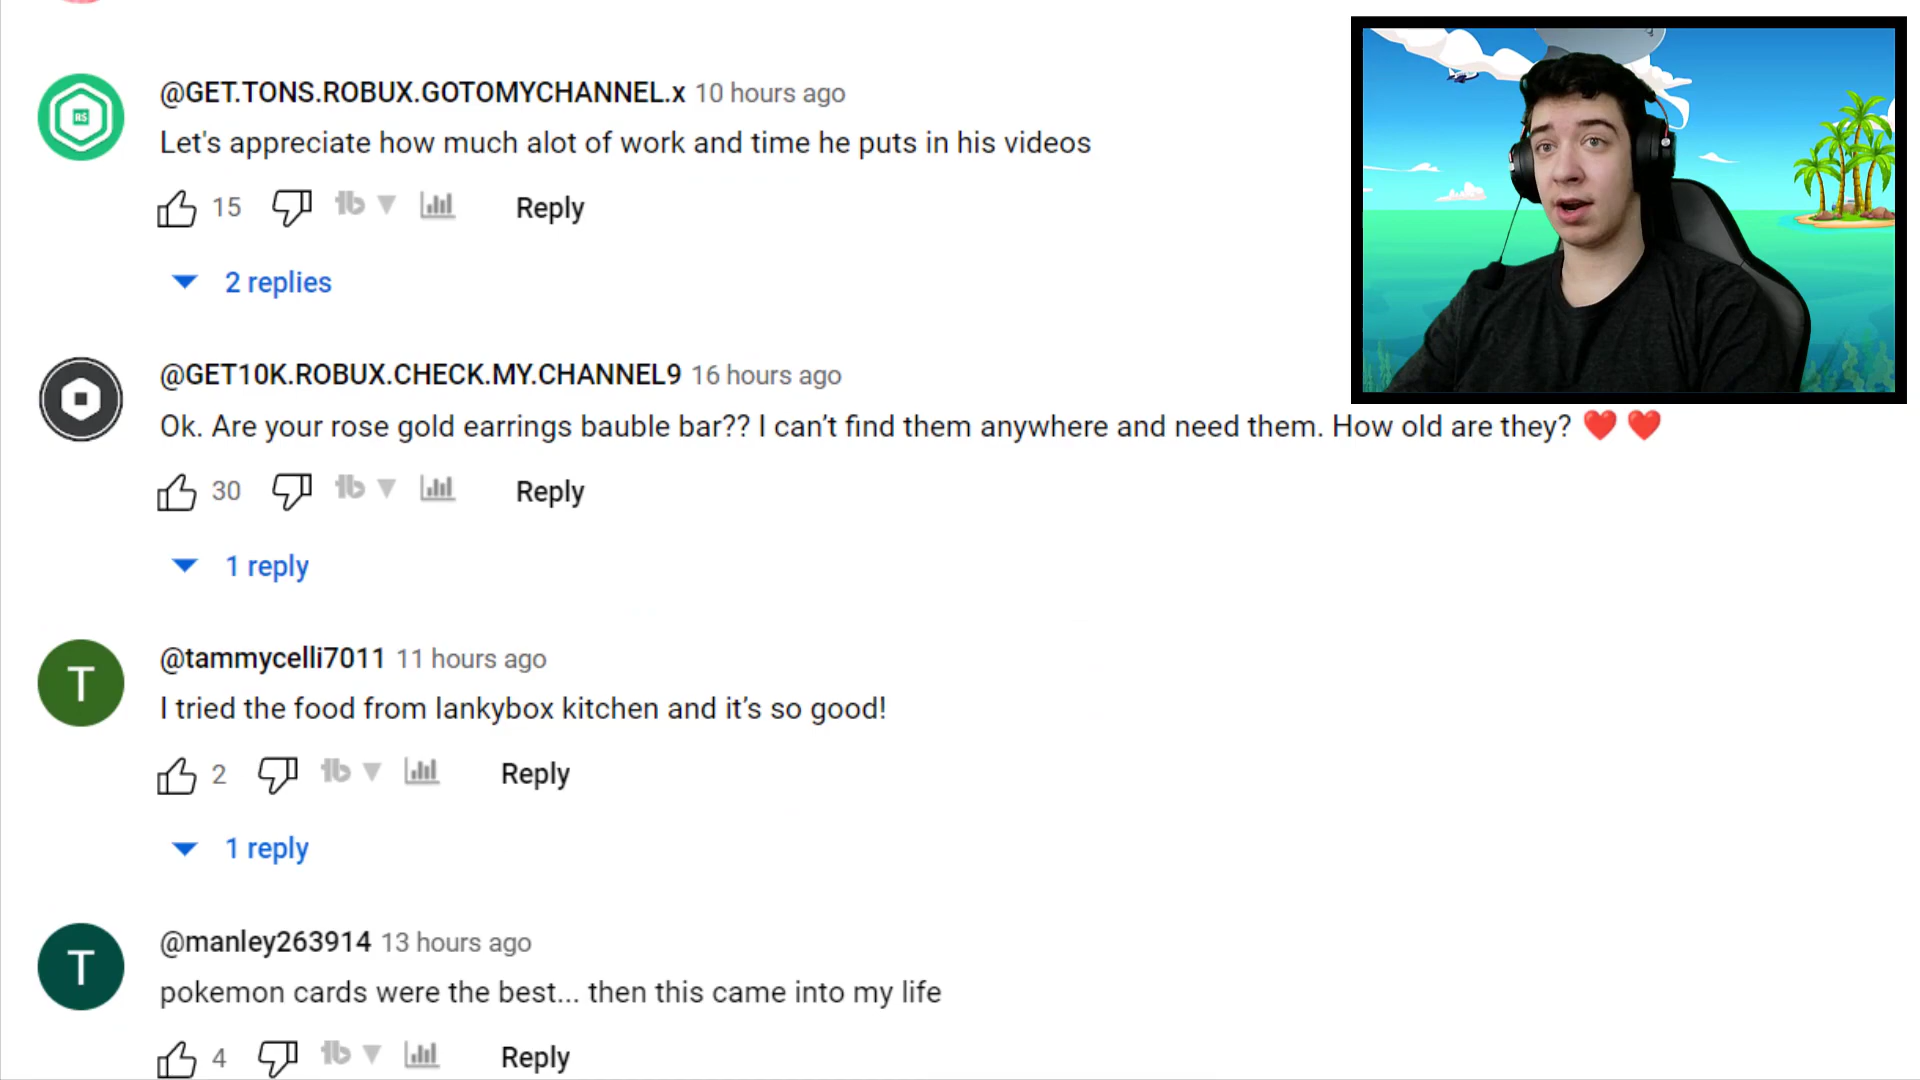 @GET.TONS.ROBUX.GOTOMYCHANNEL.x 10 hours ago
Let's appreciate how much alot of work and time he puts in his videos
15 Reply
2 replies
@GET10K.ROBUX.CHECK.MY.CHANNEL9 16 hours ago
Ok. Are your rose gold earrings bauble bar?? I can’t find them anywhere and need them. How old are they? ❤️ ❤️
30 Reply
1 reply
T
@tammycelli7011 11 hours ago
I tried the food from lankybox kitchen and it’s so good!
2 Reply
1 reply
T
@manley263914 13 hours ago
pokemon cards were the best... then this came into my life
4 Reply